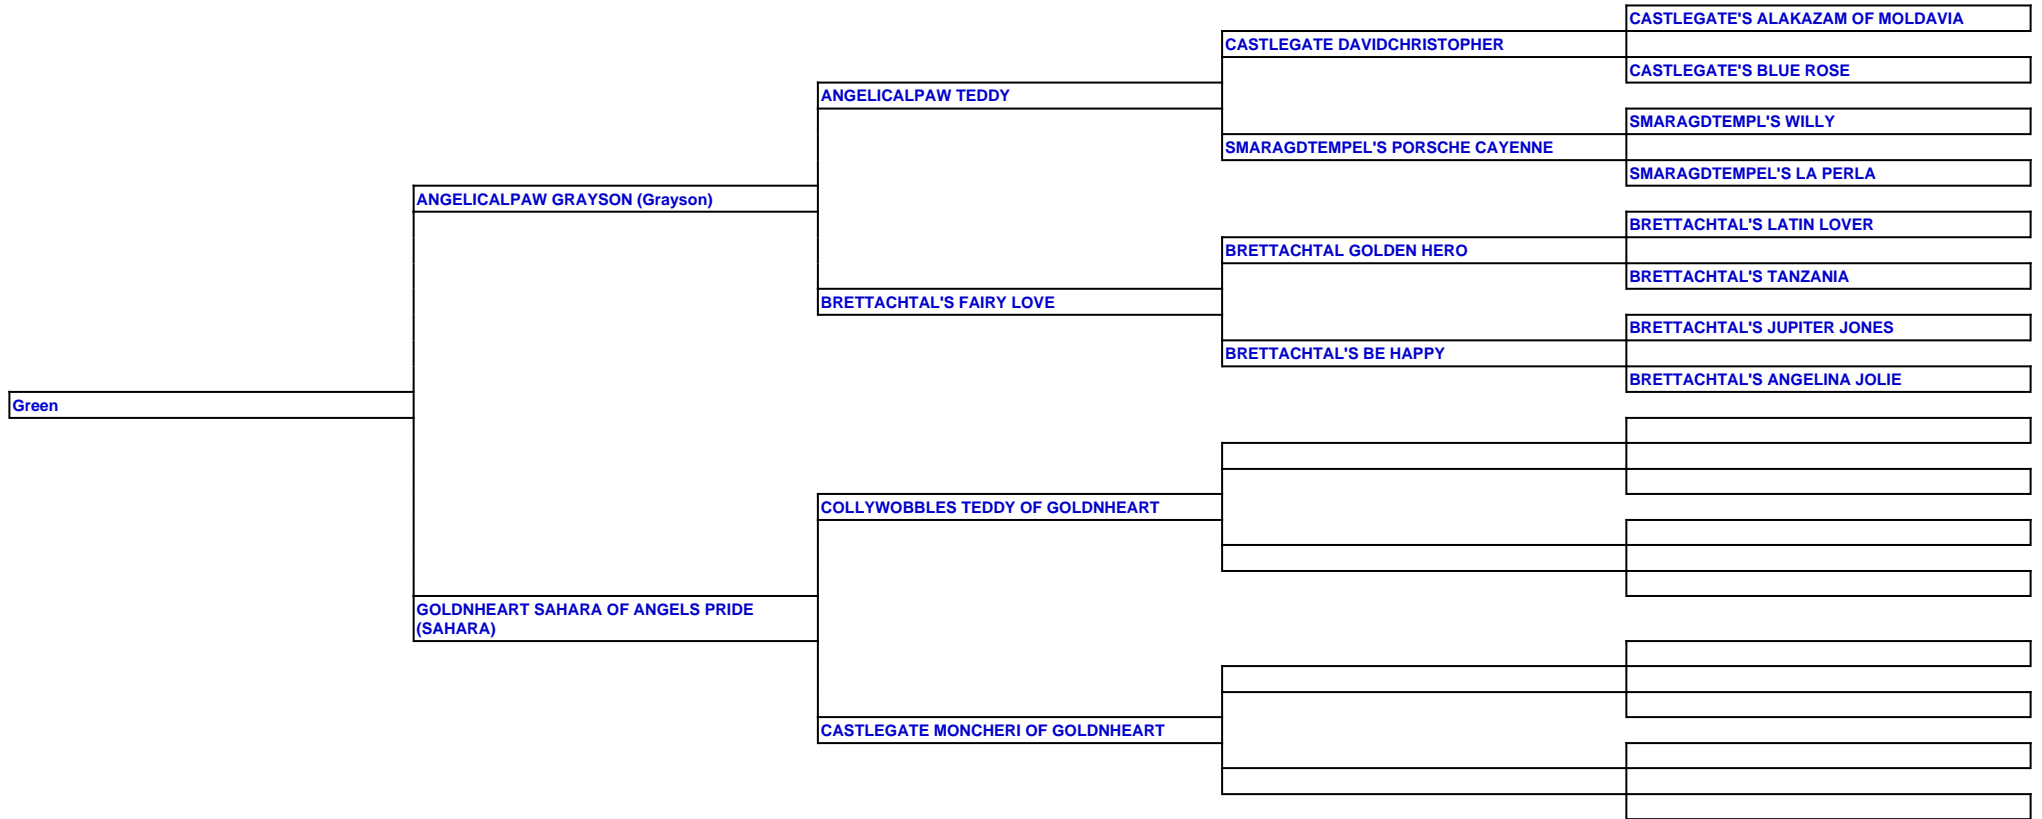 CASTLEGATE'S ALAKAZAM OF MOLDAVIA
CASTLEGATE DAVIDCHRISTOPHER
CASTLEGATE'S BLUE ROSE
ANGELICALPAW TEDDY
SMARAGDTEMPL'S WILLY
SMARAGDTEMPEL'S PORSCHE CAYENNE
SMARAGDTEMPEL'S LA PERLA
ANGELICALPAW GRAYSON (Grayson)
BRETTACHTAL'S LATIN LOVER
BRETTACHTAL GOLDEN HERO
BRETTACHTAL'S TANZANIA
BRETTACHTAL'S FAIRY LOVE
BRETTACHTAL'S JUPITER JONES
BRETTACHTAL'S BE HAPPY
BRETTACHTAL'S ANGELINA JOLIE
Green
COLLYWOBBLES TEDDY OF GOLDNHEART
GOLDNHEART SAHARA OF ANGELS PRIDE
(SAHARA)
CASTLEGATE MONCHERI OF GOLDNHEART